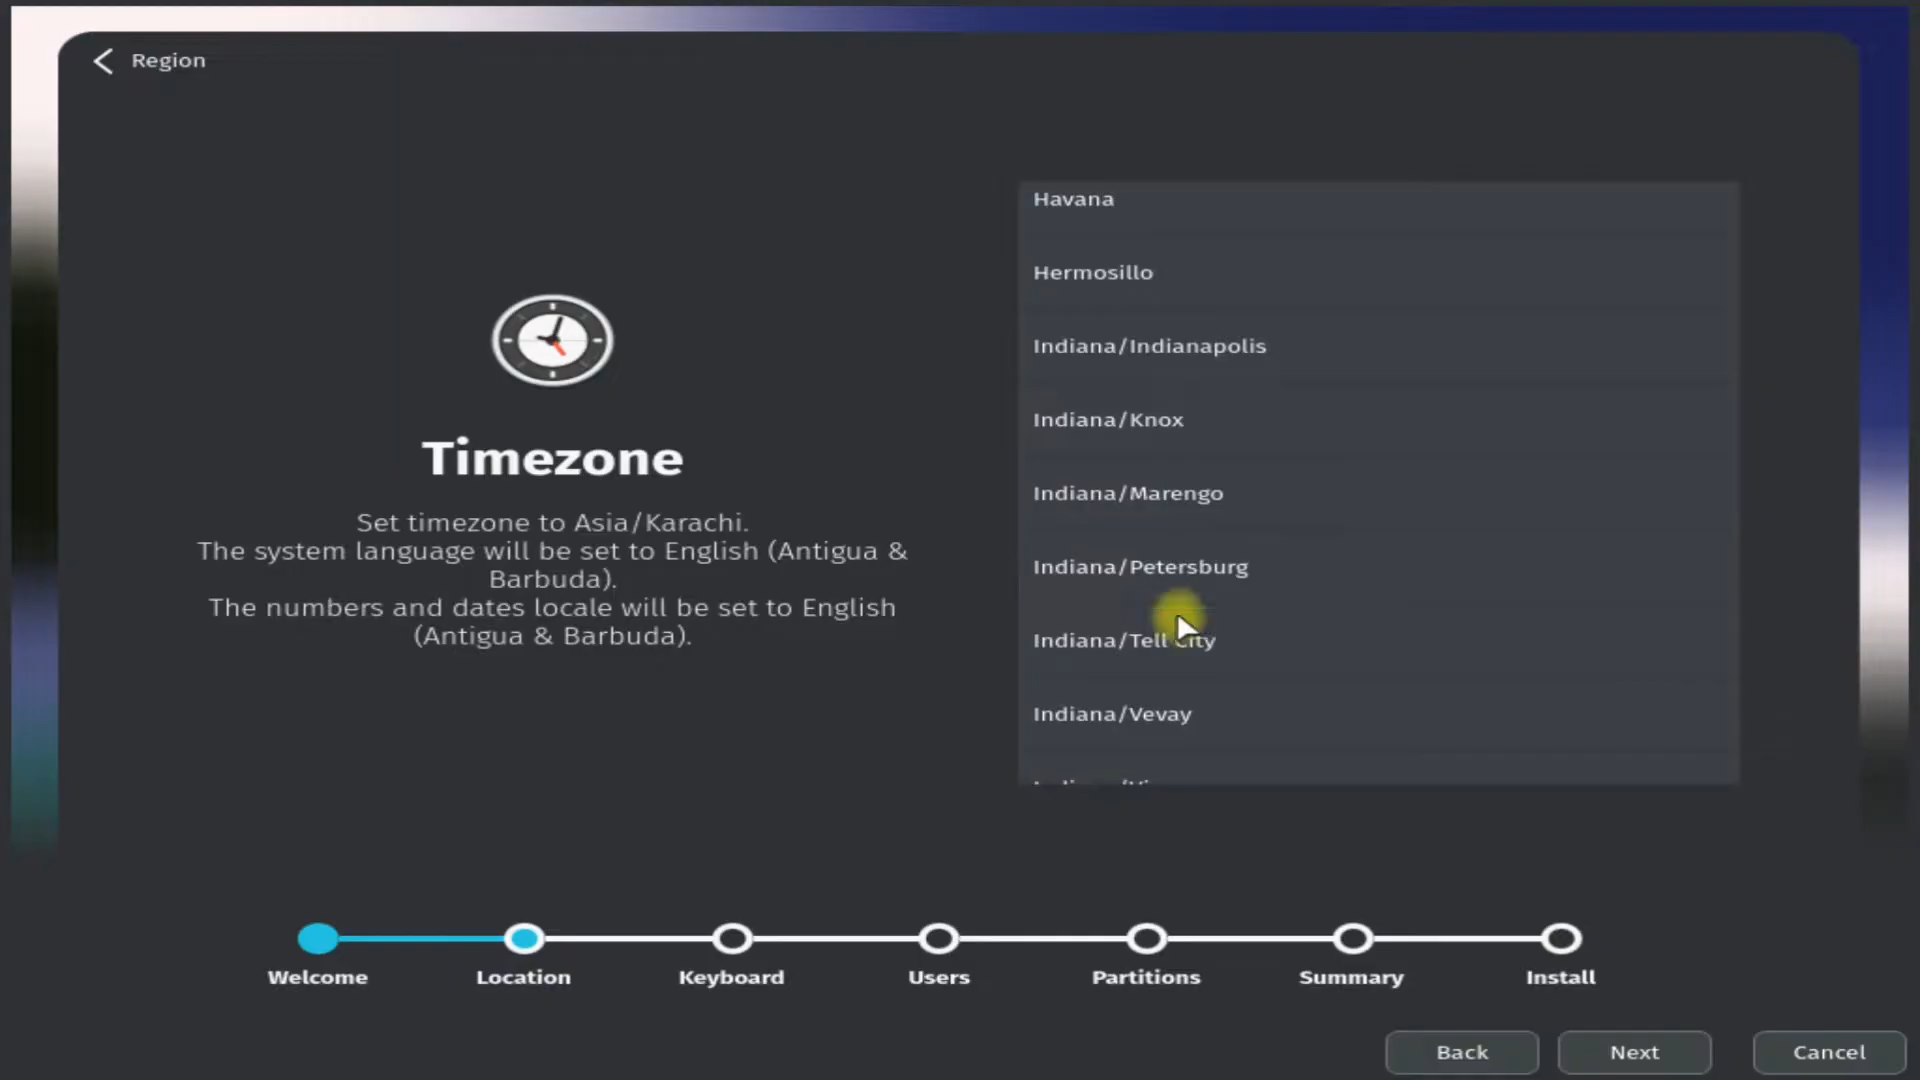 Region
Havana
Hermosillo
Indiana/Indianapolis
Indiana/Knox
Indiana/Marengo
Indiana/Petersburg
Indiana/Tell City
Indiana/Vevay
Timezone
Set timezone to Asia/Karachi.
The system language will be set to English (Antigua &
Barbuda).
The numbers and dates locale will be set to English
(Antigua & Barbuda).
Welcome
Location
Keyboard
Users
Partitions
Summary
Install
Back
Next
Cancel